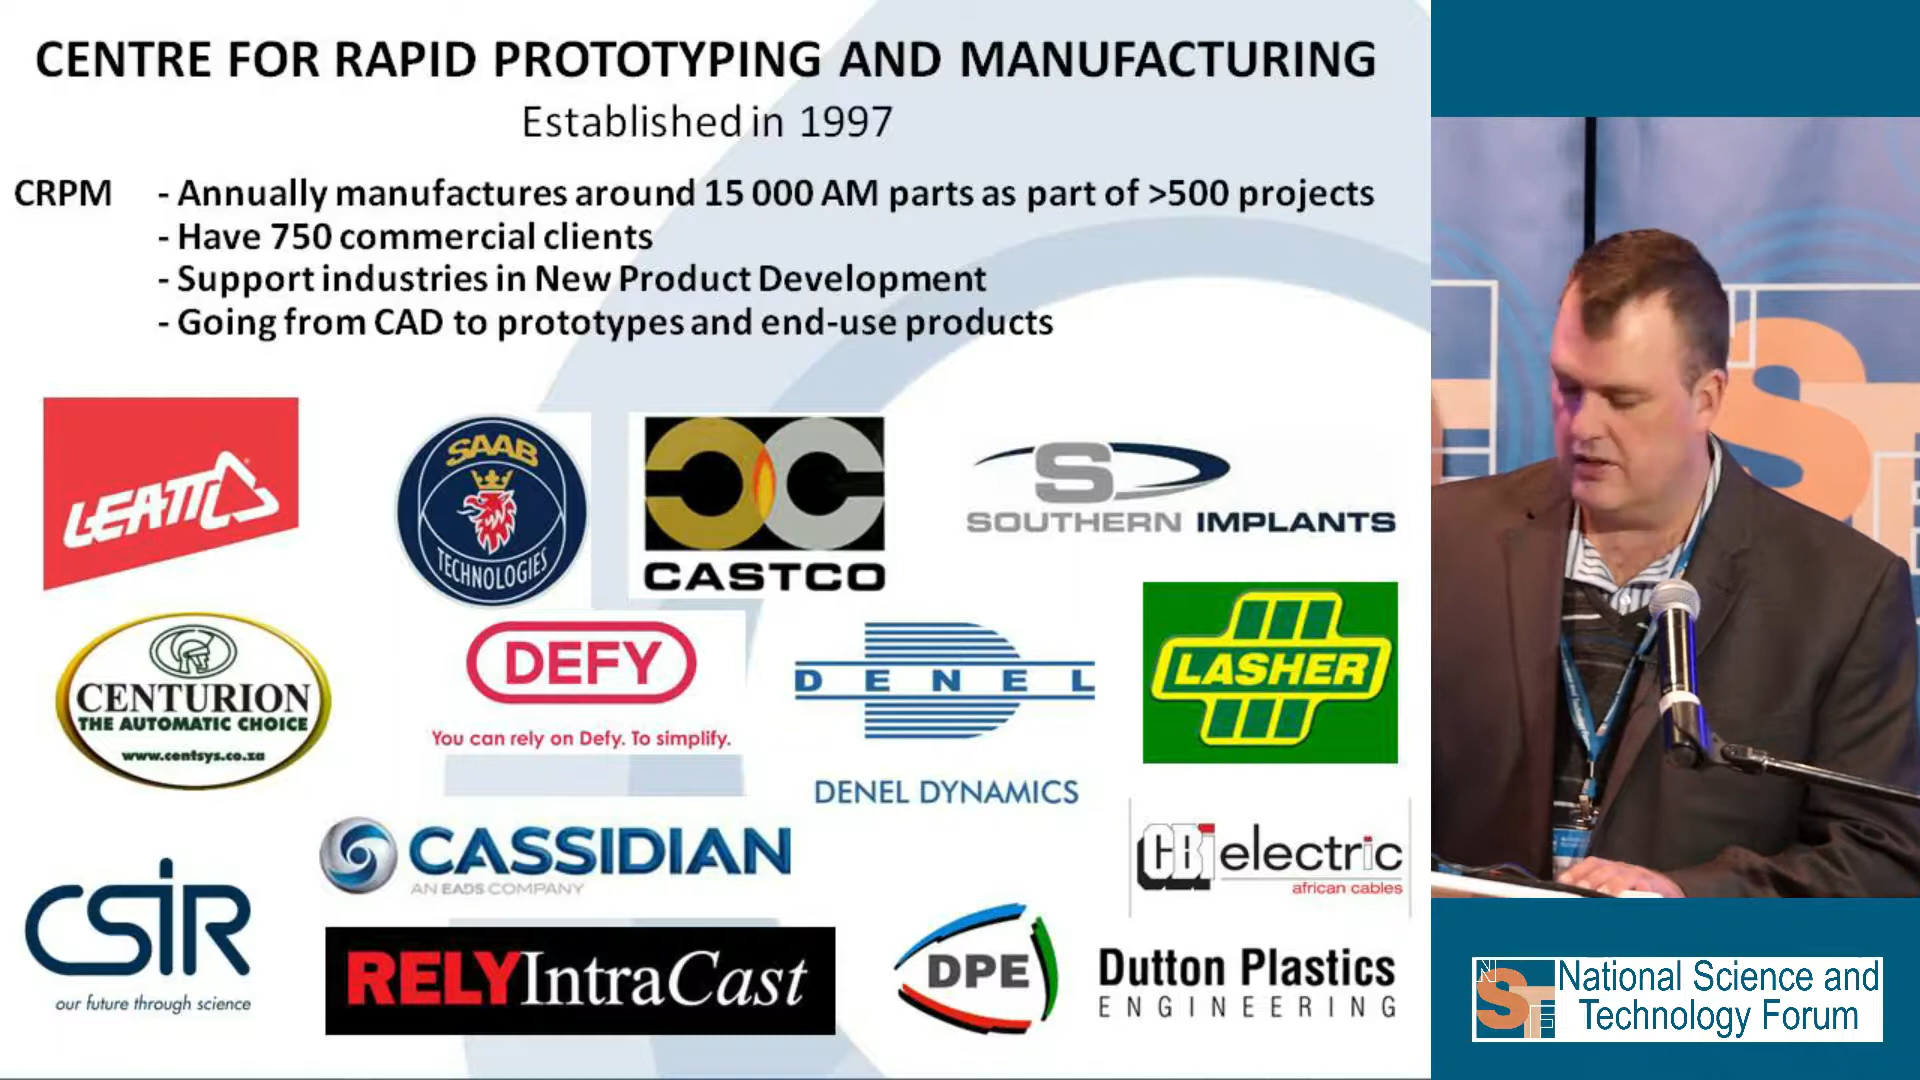 CENTRE FOR RAPID PROTOTYPING AND MANUFACTURING
Established in 1997
CRPM - Annually manufactures around 15 000 AM parts as part of >500 projects
- Have 750 commercial clients
- Support industries in New Product Development
- Going from CAD to prototypes and end-use products
LEATT
SAAB
TECHNOLOGIES
CASTCO
S
SOUTHERN IMPLANTS
CENTURION
THE AUTOMATIC CHOICE
www.centsys.co.za
DEFY
You can rely on Defy. To simplify.
DENEL
DENEL DYNAMICS
LASHER
CASSIDIAN
AN EADS COMPANY
CBi electric
african cables
CSIR
our future through science
RELYIntraCast
DPE
Dutton Plastics
ENGINEERING
NSTF
National Science and
Technology Forum